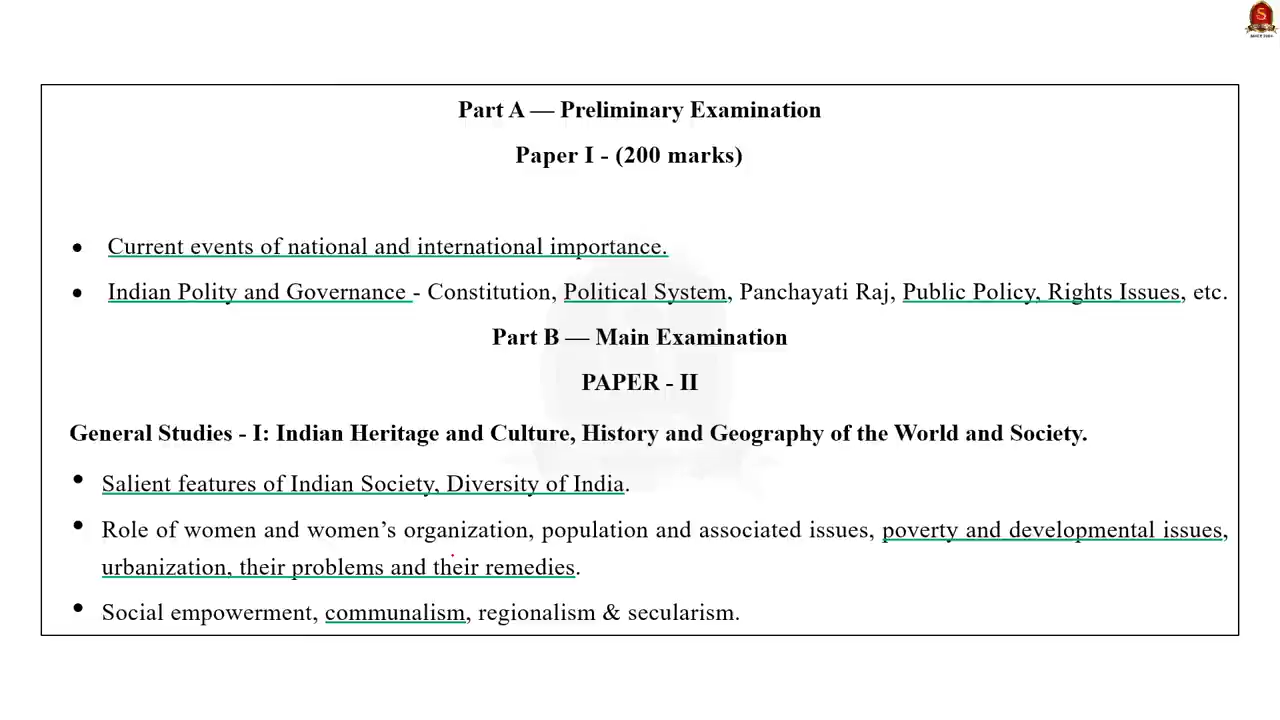 S
Part A — Preliminary Examination
Paper I - (200 marks)
• Current events of national and international importance.
• Indian Polity and Governance - Constitution, Political System, Panchayati Raj, Public Policy, Rights Issues, etc.
Part B — Main Examination
PAPER - II
General Studies - I: Indian Heritage and Culture, History and Geography of the World and Society.
• Salient features of Indian Society, Diversity of India.
• Role of women and women’s organization, population and associated issues, poverty and developmental issues,
urbanization, their problems and their remedies.
• Social empowerment, communalism, regionalism & secularism.